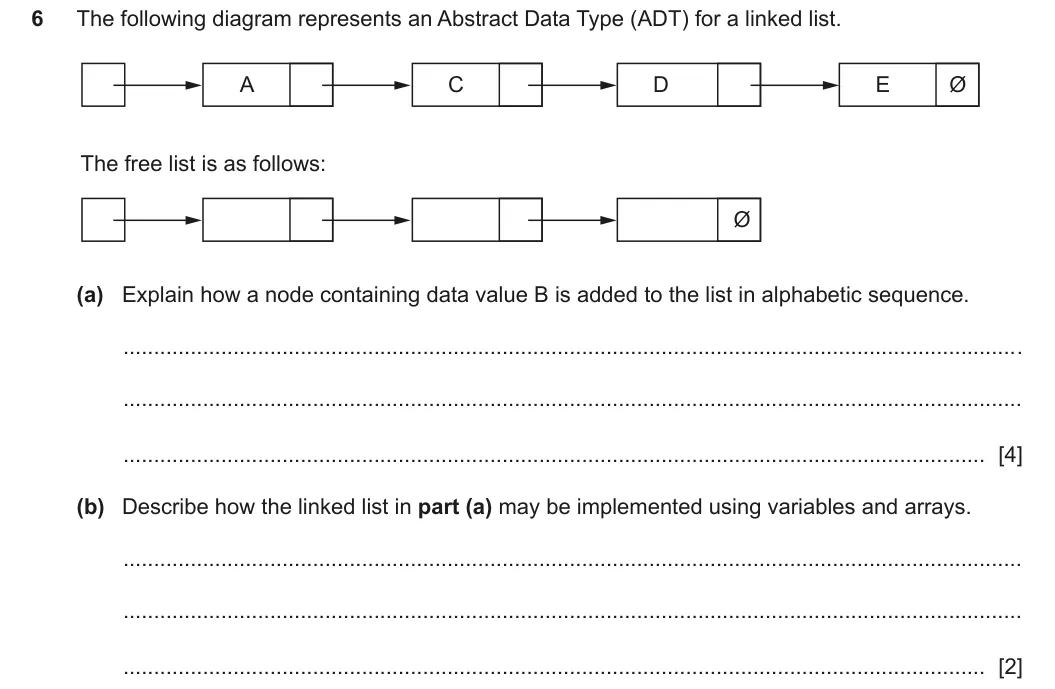 6 The following diagram represents an Abstract Data Type (ADT) for a linked list.
A C D E Ø
The free list is as follows:
Ø
(a) Explain how a node containing data value B is added to the list in alphabetic sequence.
...................................................................................................................................................
...................................................................................................................................................
............................................................................................................................................. [4]
(b) Describe how the linked list in part (a) may be implemented using variables and arrays.
...................................................................................................................................................
...................................................................................................................................................
............................................................................................................................................. [2]